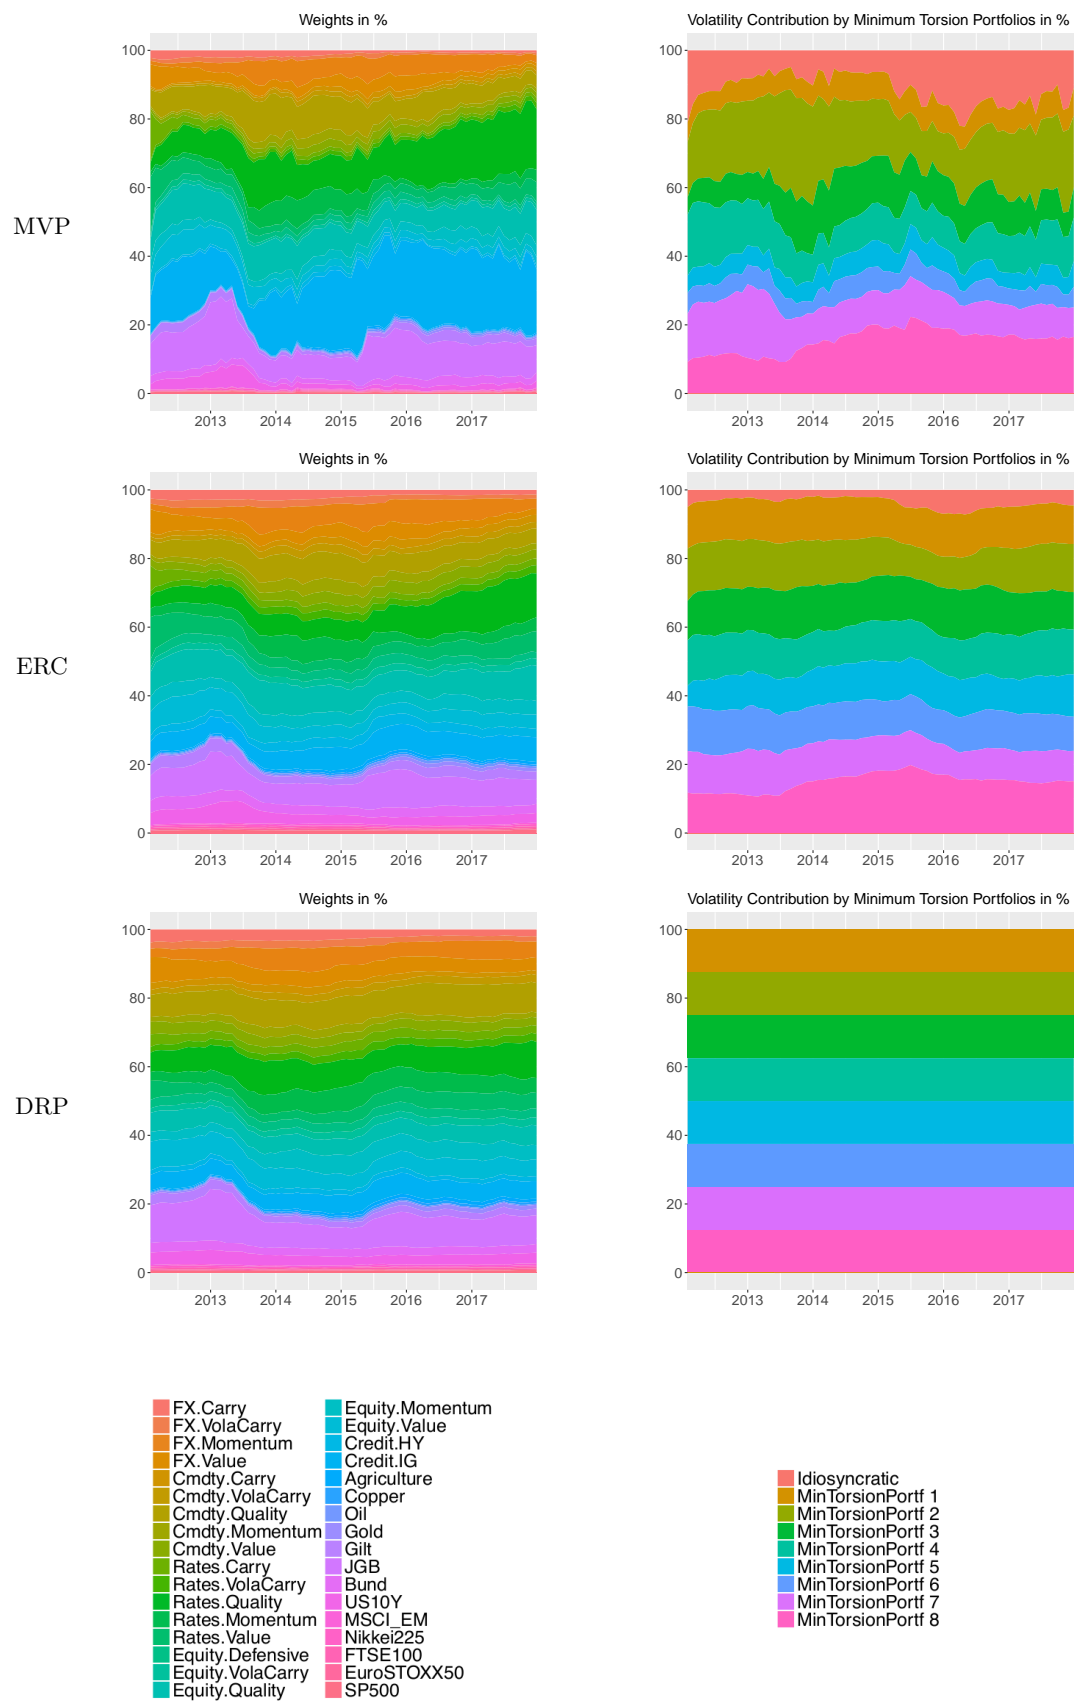 Weights in %
Volatility Contribution by Minimum Torsion Portfolios in %
MVP
100
80
60
40
20
0
2013 2014 2015 2016 2017
100
80
60
40
20
0
2013 2014 2015 2016 2017
Weights in %
Volatility Contribution by Minimum Torsion Portfolios in %
ERC
100
80
60
40
20
0
2013 2014 2015 2016 2017
100
80
60
40
20
0
2013 2014 2015 2016 2017
Weights in %
Volatility Contribution by Minimum Torsion Portfolios in %
DRP
100
80
60
40
20
0
2013 2014 2015 2016 2017
100
80
60
40
20
0
2013 2014 2015 2016 2017
FX.Carry
FX.VolaCarry
FX.Momentum
FX.Value
Cmdty.Carry
Cmdty.VolaCarry
Cmdty.Quality
Cmdty.Momentum
Cmdty.Value
Rates.Carry
Rates.VolaCarry
Rates.Quality
Rates.Momentum
Rates.Value
Equity.Defensive
Equity.VolaCarry
Equity.Quality
Equity.Momentum
Equity.Value
Credit.HY
Credit.IG
Agriculture
Copper
Oil
Gold
Gilt
JGB
Bund
US10Y
MSCI_EM
Nikkei225
FTSE100
EuroSTOXX50
SP500
Idiosyncratic
MinTorsionPortf 1
MinTorsionPortf 2
MinTorsionPortf 3
MinTorsionPortf 4
MinTorsionPortf 5
MinTorsionPortf 6
MinTorsionPortf 7
MinTorsionPortf 8